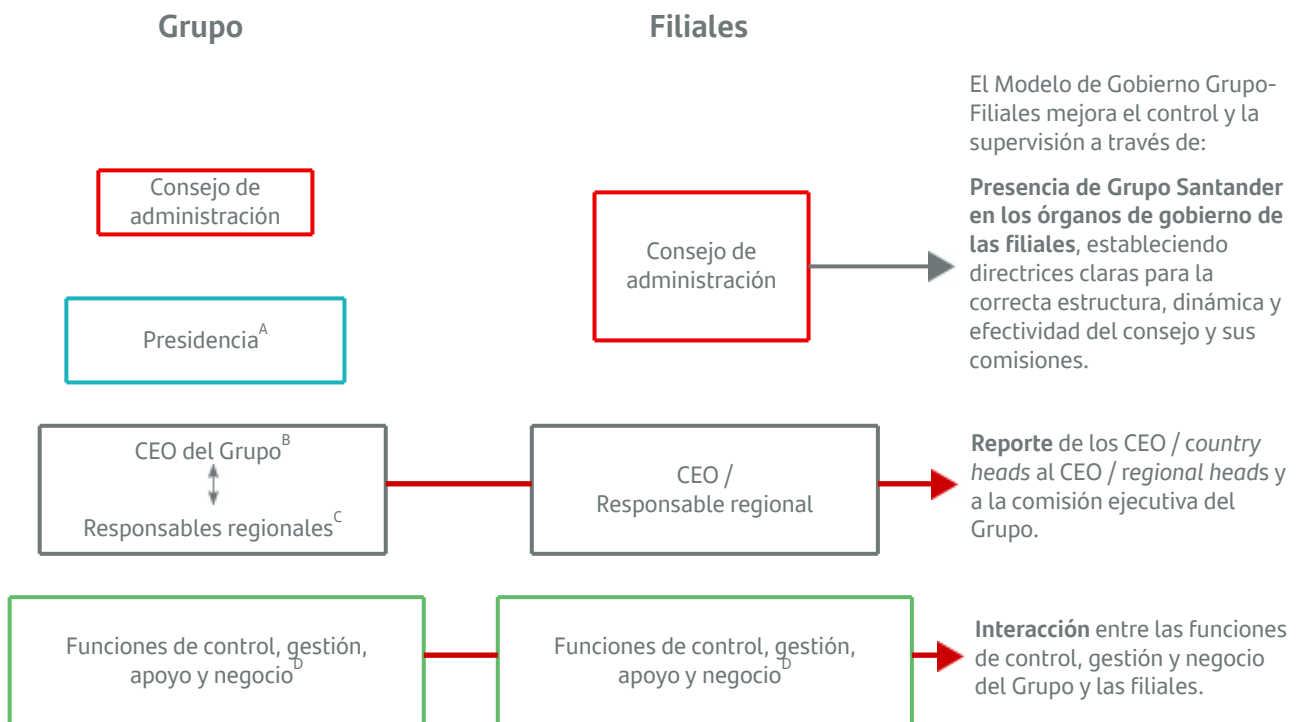 Grupo
Filiales
El Modelo de Gobierno Grupo-
Filiales mejora el control y la
supervisión a través de:
Consejo de
administración
Consejo de
administración
Presencia de Grupo Santander
en los órganos de gobierno de
las filiales, estableciendo
directrices claras para la
correcta estructura, dinámica y
efectividad del consejo y sus
comisiones.
Presidencia^A
CEO del Grupo^B
Responsables regionales^C
CEO /
Responsable regional
Reporte de los CEO / country
heads al CEO / regional heads y
a la comisión ejecutiva del
Grupo.
Funciones de control, gestión,
apoyo y negocio^D
Funciones de control, gestión,
apoyo y negocio^D
Interacción entre las funciones
de control, gestión y negocio
del Grupo y las filiales.